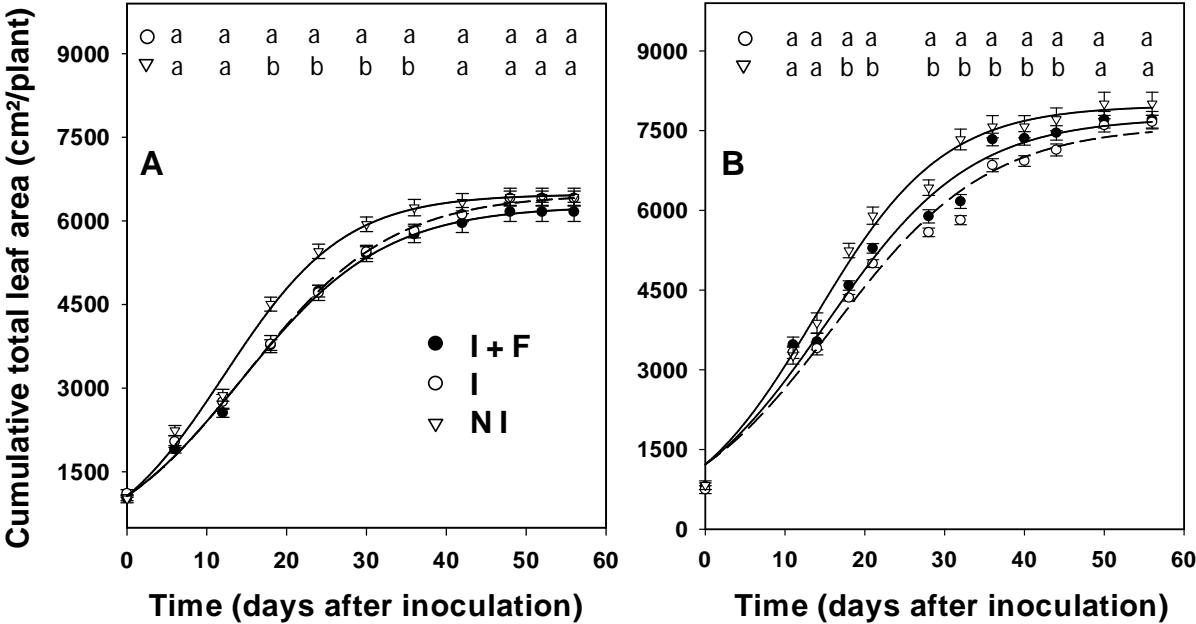 Cumulative total leaf area (cm²/plant)
9000
7500
6000
4500
3000
1500
a a a a a a a a a a
a a b b b b a a a a
A
I + F
I
N I
0 10 20 30 40 50 60
Time (days after inoculation)
9000
7500
6000
4500
3000
1500
0
a a a a a a a a a a a
a a b b b b b b b a a
B
0 10 20 30 40 50 60
Time (days after inoculation)